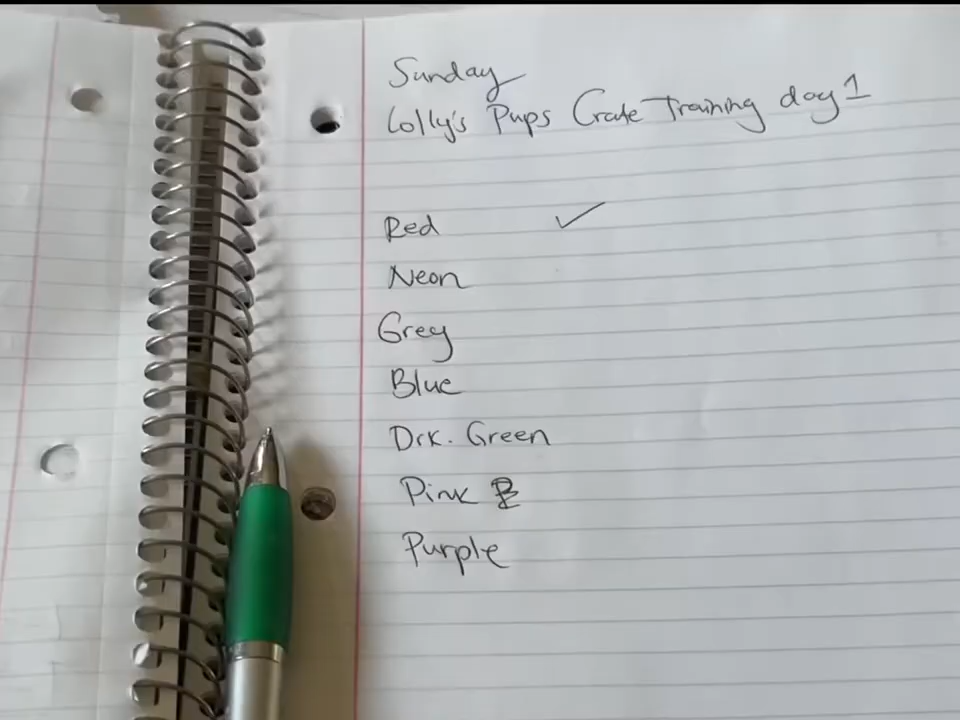 Sunday
Lolly's Pups Crate Training day 1
Red ✓
Neon
Grey
Blue
Drk. Green
Pink B
Purple